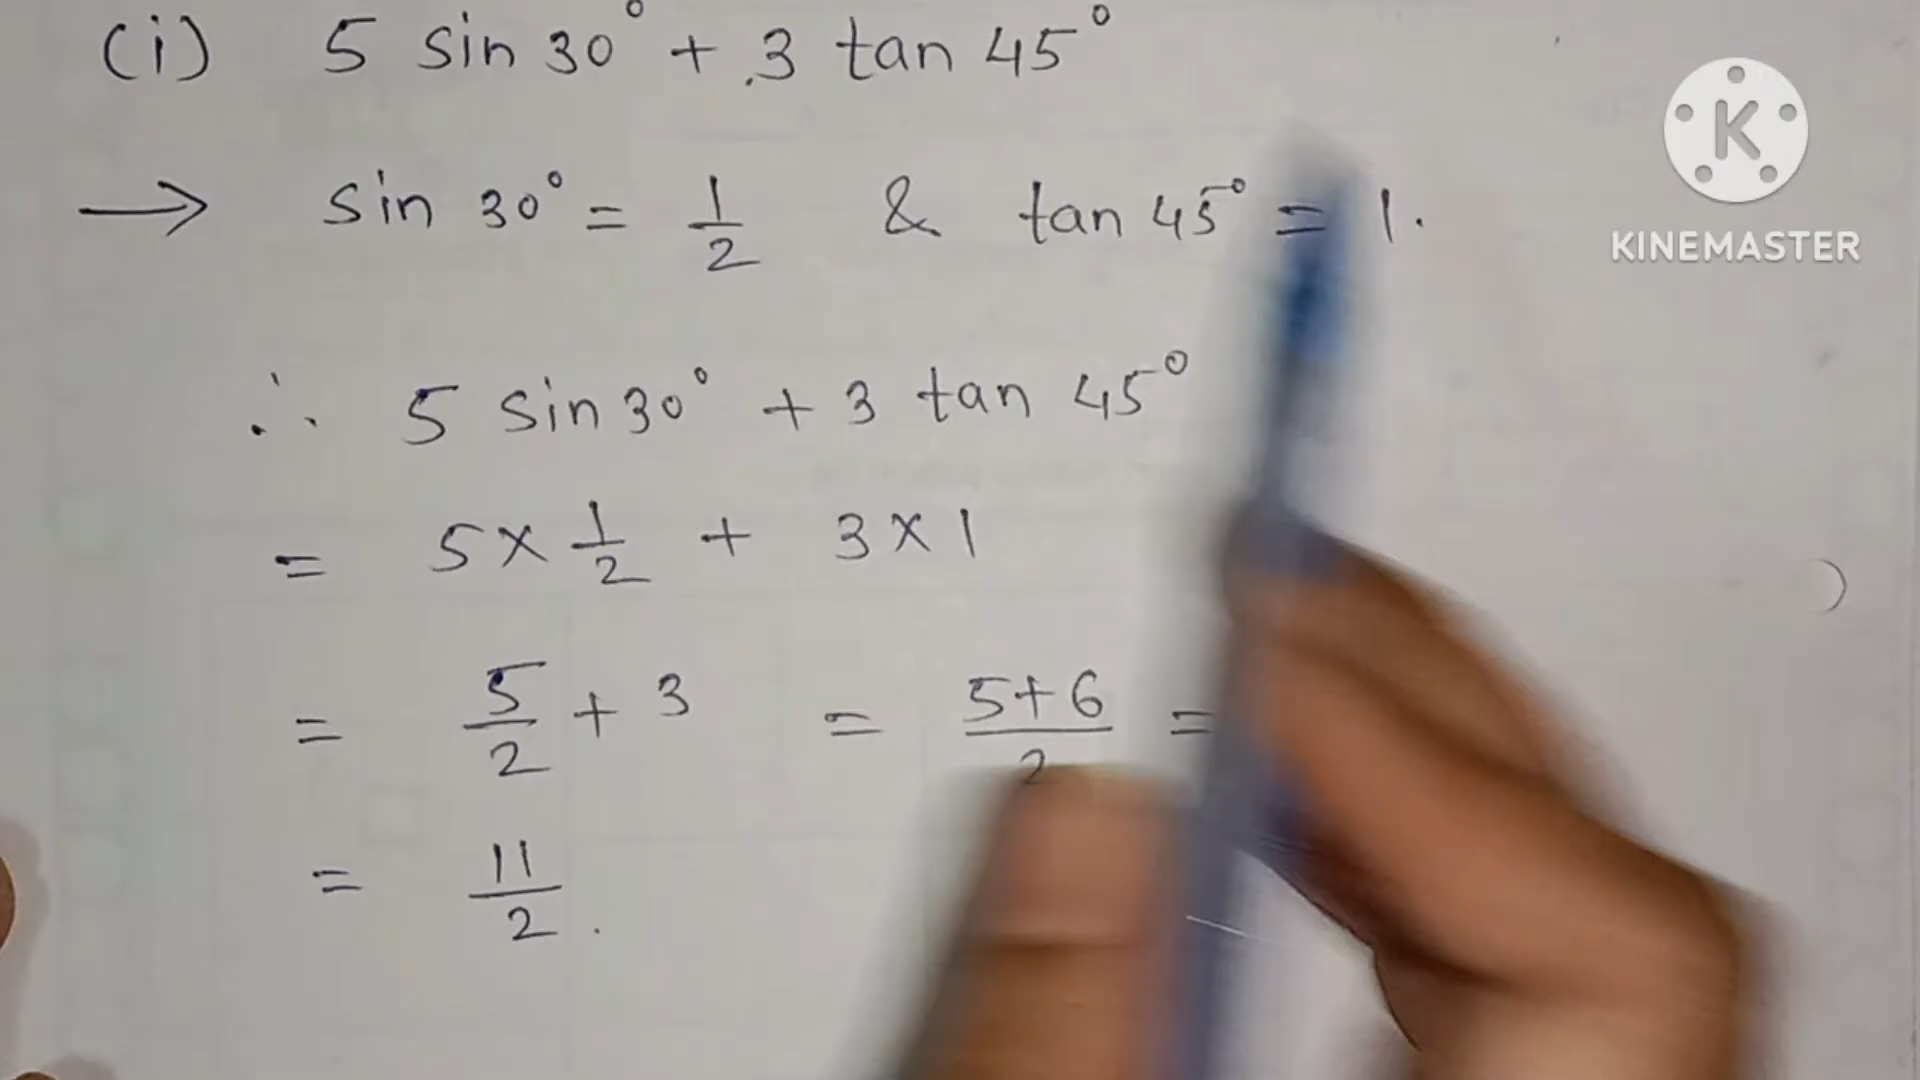 (i) 5 sin 30° + 3 tan 45°
→ sin 30° = 1/2 & tan 45° = 1.
K
KINEMASTER
∴ 5 sin 30° + 3 tan 45°
= 5 × 1/2 + 3 × 1
= 5/2 + 3 = 5+6/2 =
= 11/2.